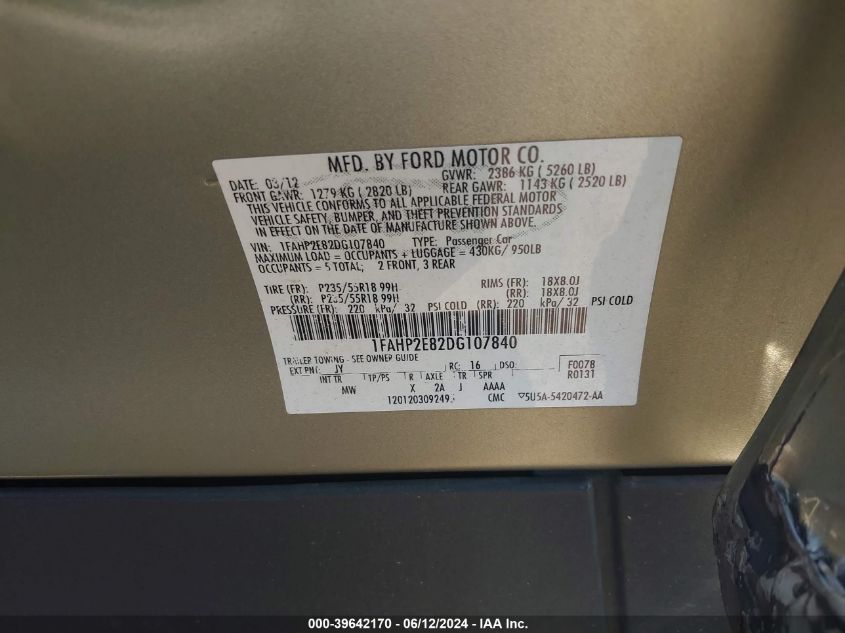 MFD. BY FORD MOTOR CO.
DATE: 03/12 GVWR: 2386 KG ( 5260 LB)
FRONT GAWR: 1279 KG ( 2820 LB) REAR GAWR: 1143 KG ( 2520 LB)
THIS VEHICLE CONFORMS TO ALL APPLICABLE FEDERAL MOTOR
VEHICLE SAFETY, BUMPER, AND THEFT PREVENTION STANDARDS
IN EFFECT ON THE DATE OF MANUFACTURE SHOWN ABOVE.
VIN: 1FAHP2E82DG107840 TYPE: Passenger Car
MAXIMUM LOAD = OCCUPANTS + LUGGAGE = 430KG/ 950LB
OCCUPANTS = 5 TOTAL; 2 FRONT, 3 REAR
TIRE (FR): P235/55R18 99H RIMS (FR): 18X8.0J
(RR): P235/55R18 99H (RR): 18X8.0J
PRESSURE (FR): 220 kPa/ 32 PSI COLD (RR): 220 kPa/ 32 PSI COLD
1FAHP2E82DG107840
TRAILER TOWING - SEE OWNER GUIDE
EXT PNT: JY RC: 16 DSO: F0078
R0131
INT TR TP/PS R AXLE TR SPR
MW X 2A J AAAA
120120309249 CMC ▽5U5A-5420472-AA
000-39642170 - 06/12/2024 - IAA Inc.